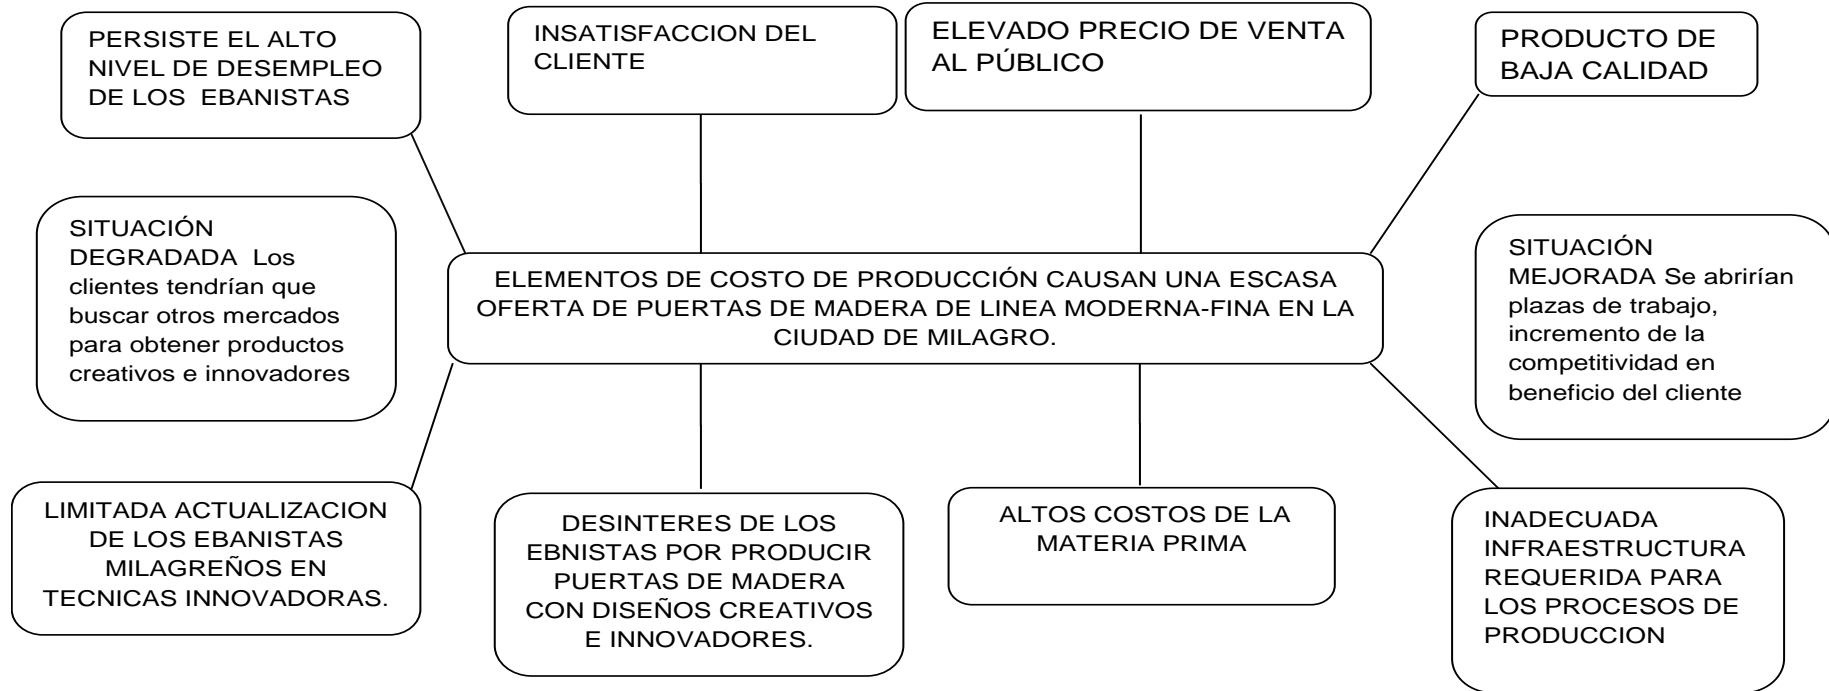 PERSISTE EL ALTO
NIVEL DE DESEMPLEO
DE LOS EBANISTAS
INSATISFACCION DEL
CLIENTE
ELEVADO PRECIO DE VENTA
AL PÚBLICO
PRODUCTO DE
BAJA CALIDAD
SITUACIÓN
DEGRADADA Los
clientes tendrían que
buscar otros mercados
para obtener productos
creativos e innovadores
ELEMENTOS DE COSTO DE PRODUCCIÓN CAUSAN UNA ESCASA
OFERTA DE PUERTAS DE MADERA DE LINEA MODERNA-FINA EN LA
CIUDAD DE MILAGRO.
SITUACIÓN
MEJORADA Se abrirían
plazas de trabajo,
incremento de la
competitividad en
beneficio del cliente
LIMITADA ACTUALIZACION
DE LOS EBANISTAS
MILAGREÑOS EN
TECNICAS INNOVADORAS.
DESINTERES DE LOS
EBNISTAS POR PRODUCIR
PUERTAS DE MADERA
CON DISEÑOS CREATIVOS
E INNOVADORES.
ALTOS COSTOS DE LA
MATERIA PRIMA
INADECUADA
INFRAESTRUCTURA
REQUERIDA PARA
LOS PROCESOS DE
PRODUCCION